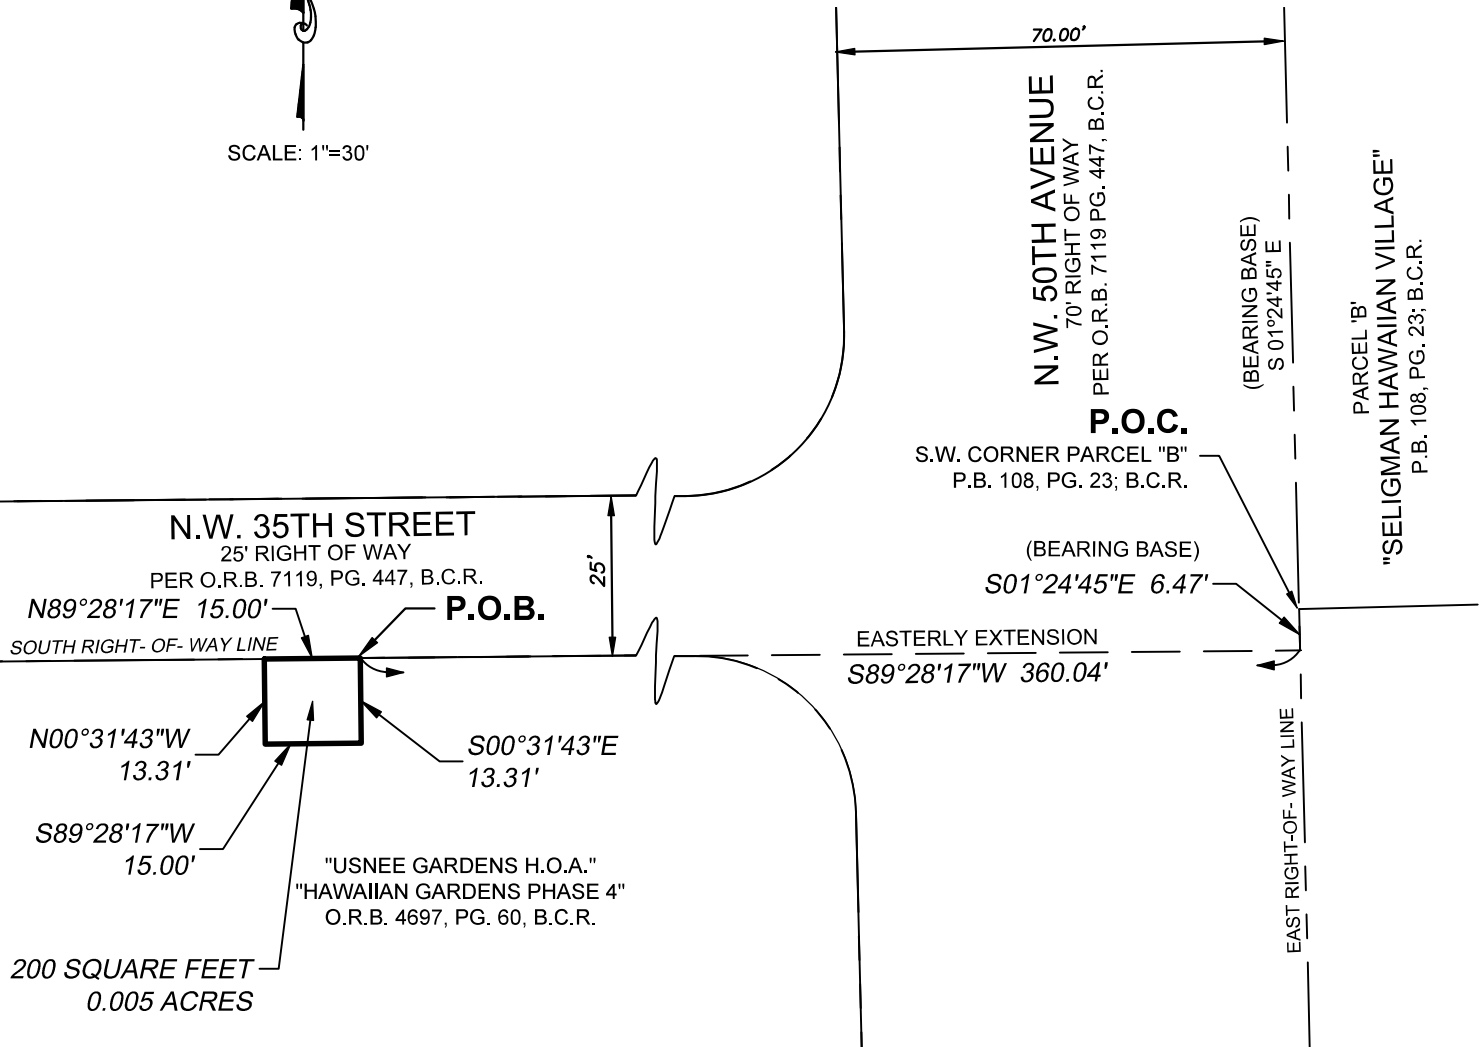 70.00'
SCALE: 1"=30'
N.W. 50TH AVENUE
70' RIGHT OF WAY
PER O.R.B. 7119 PG. 447, B.C.R.
(BEARING BASE)
S 01°24'45" E
PARCEL 'B'
"SELIGMAN HAWAIIAN VILLAGE"
P.B. 108, PG. 23; B.C.R.
P.O.C.
S.W. CORNER PARCEL "B"
P.B. 108, PG. 23; B.C.R.
N.W. 35TH STREET
25' RIGHT OF WAY
PER O.R.B. 7119, PG. 447, B.C.R.
25'
(BEARING BASE)
S01°24'45"E 6.47'
N89°28'17"E 15.00'
P.O.B.
SOUTH RIGHT- OF- WAY LINE
EASTERLY EXTENSION
S89°28'17"W 360.04'
N00°31'43"W
13.31'
S00°31'43"E
13.31'
S89°28'17"W
15.00'
"USNEE GARDENS H.O.A."
"HAWAIIAN GARDENS PHASE 4"
O.R.B. 4697, PG. 60, B.C.R.
EAST RIGHT-OF- WAY LINE
200 SQUARE FEET
0.005 ACRES